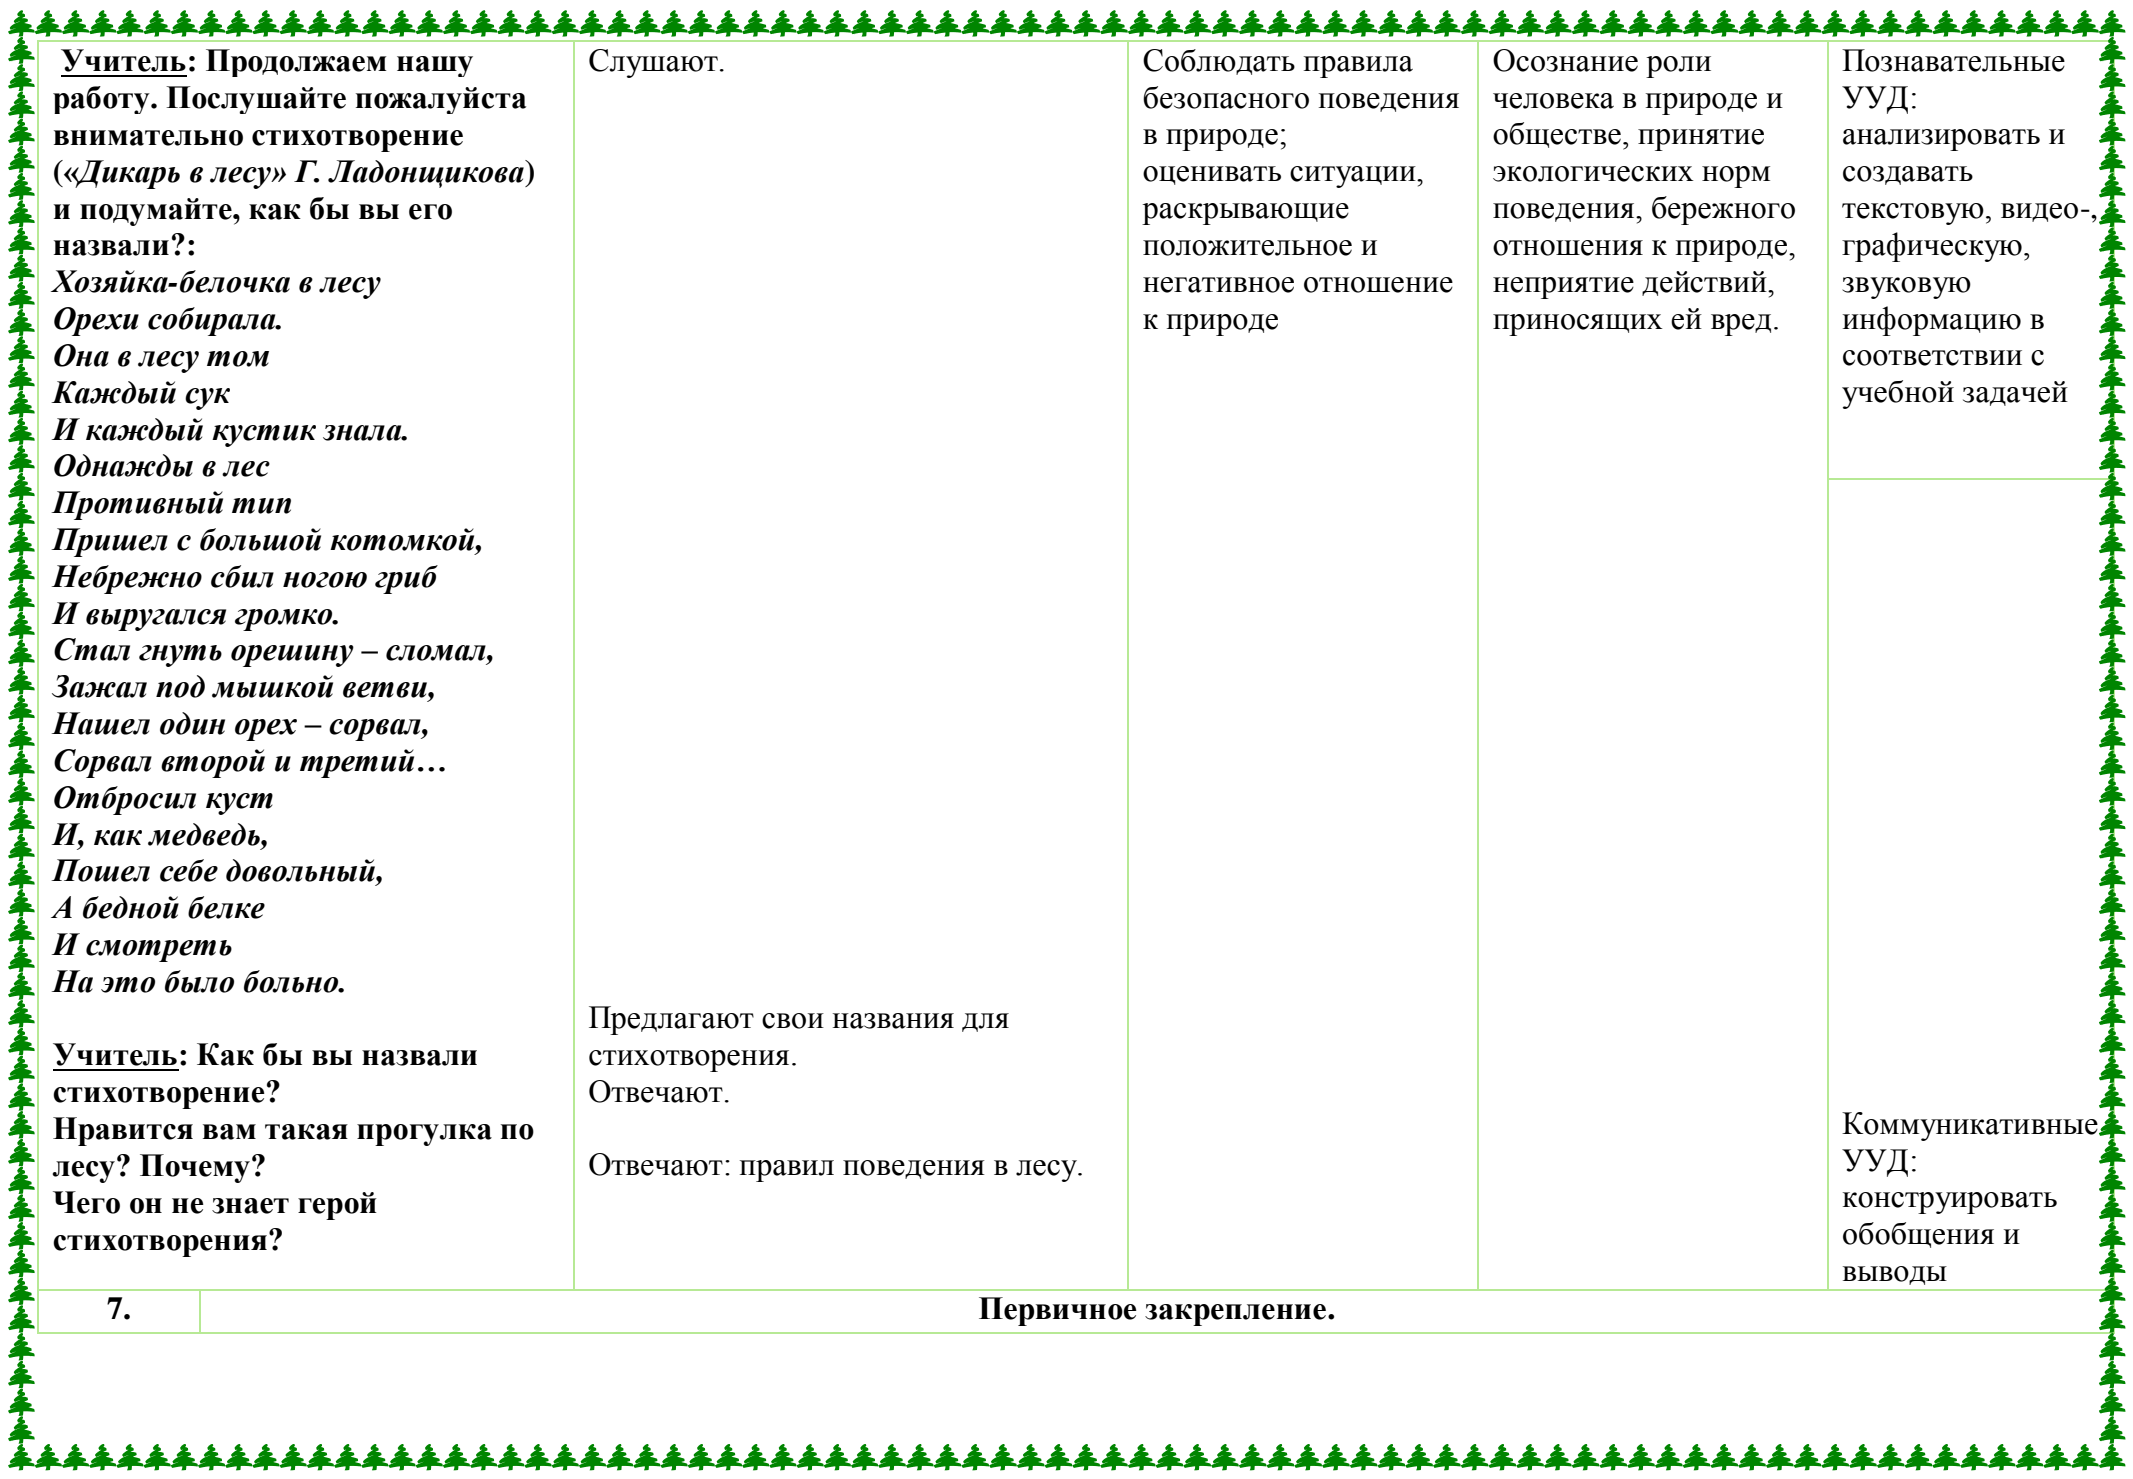 Учитель: Продолжаем нашу
работу. Послушайте пожалуйста
внимательно стихотворение
(«Дикарь в лесу» Г. Ладонщикова)
и подумайте, как бы вы его
назвали?:
Хозяйка-белочка в лесу
Орехи собирала.
Она в лесу том
Каждый сук
И каждый кустик знала.
Однажды в лес
Противный тип
Пришел с большой котомкой,
Небрежно сбил ногою гриб
И выругался громко.
Стал гнуть орешину – сломал,
Зажал под мышкой ветви,
Нашел один орех – сорвал,
Сорвал второй и третий…
Отбросил куст
И, как медведь,
Пошел себе довольный,
А бедной белке
И смотреть
На это было больно.
Учитель: Как бы вы назвали
стихотворение?
Нравится вам такая прогулка по
лесу? Почему?
Чего он не знает герой
стихотворения?
Слушают.
Предлагают свои названия для
стихотворения.
Отвечают.
Отвечают: правил поведения в лесу.
Соблюдать правила
безопасного поведения
в природе;
оценивать ситуации,
раскрывающие
положительное и
негативное отношение
к природе
Осознание роли
человека в природе и
обществе, принятие
экологических норм
поведения, бережного
отношения к природе,
неприятие действий,
приносящих ей вред.
Познавательные
УУД:
анализировать и
создавать
текстовую, видео-,
графическую,
звуковую
информацию в
соответствии с
учебной задачей
Коммуникативные
УУД:
конструировать
обобщения и
выводы
7.
Первичное закрепление.